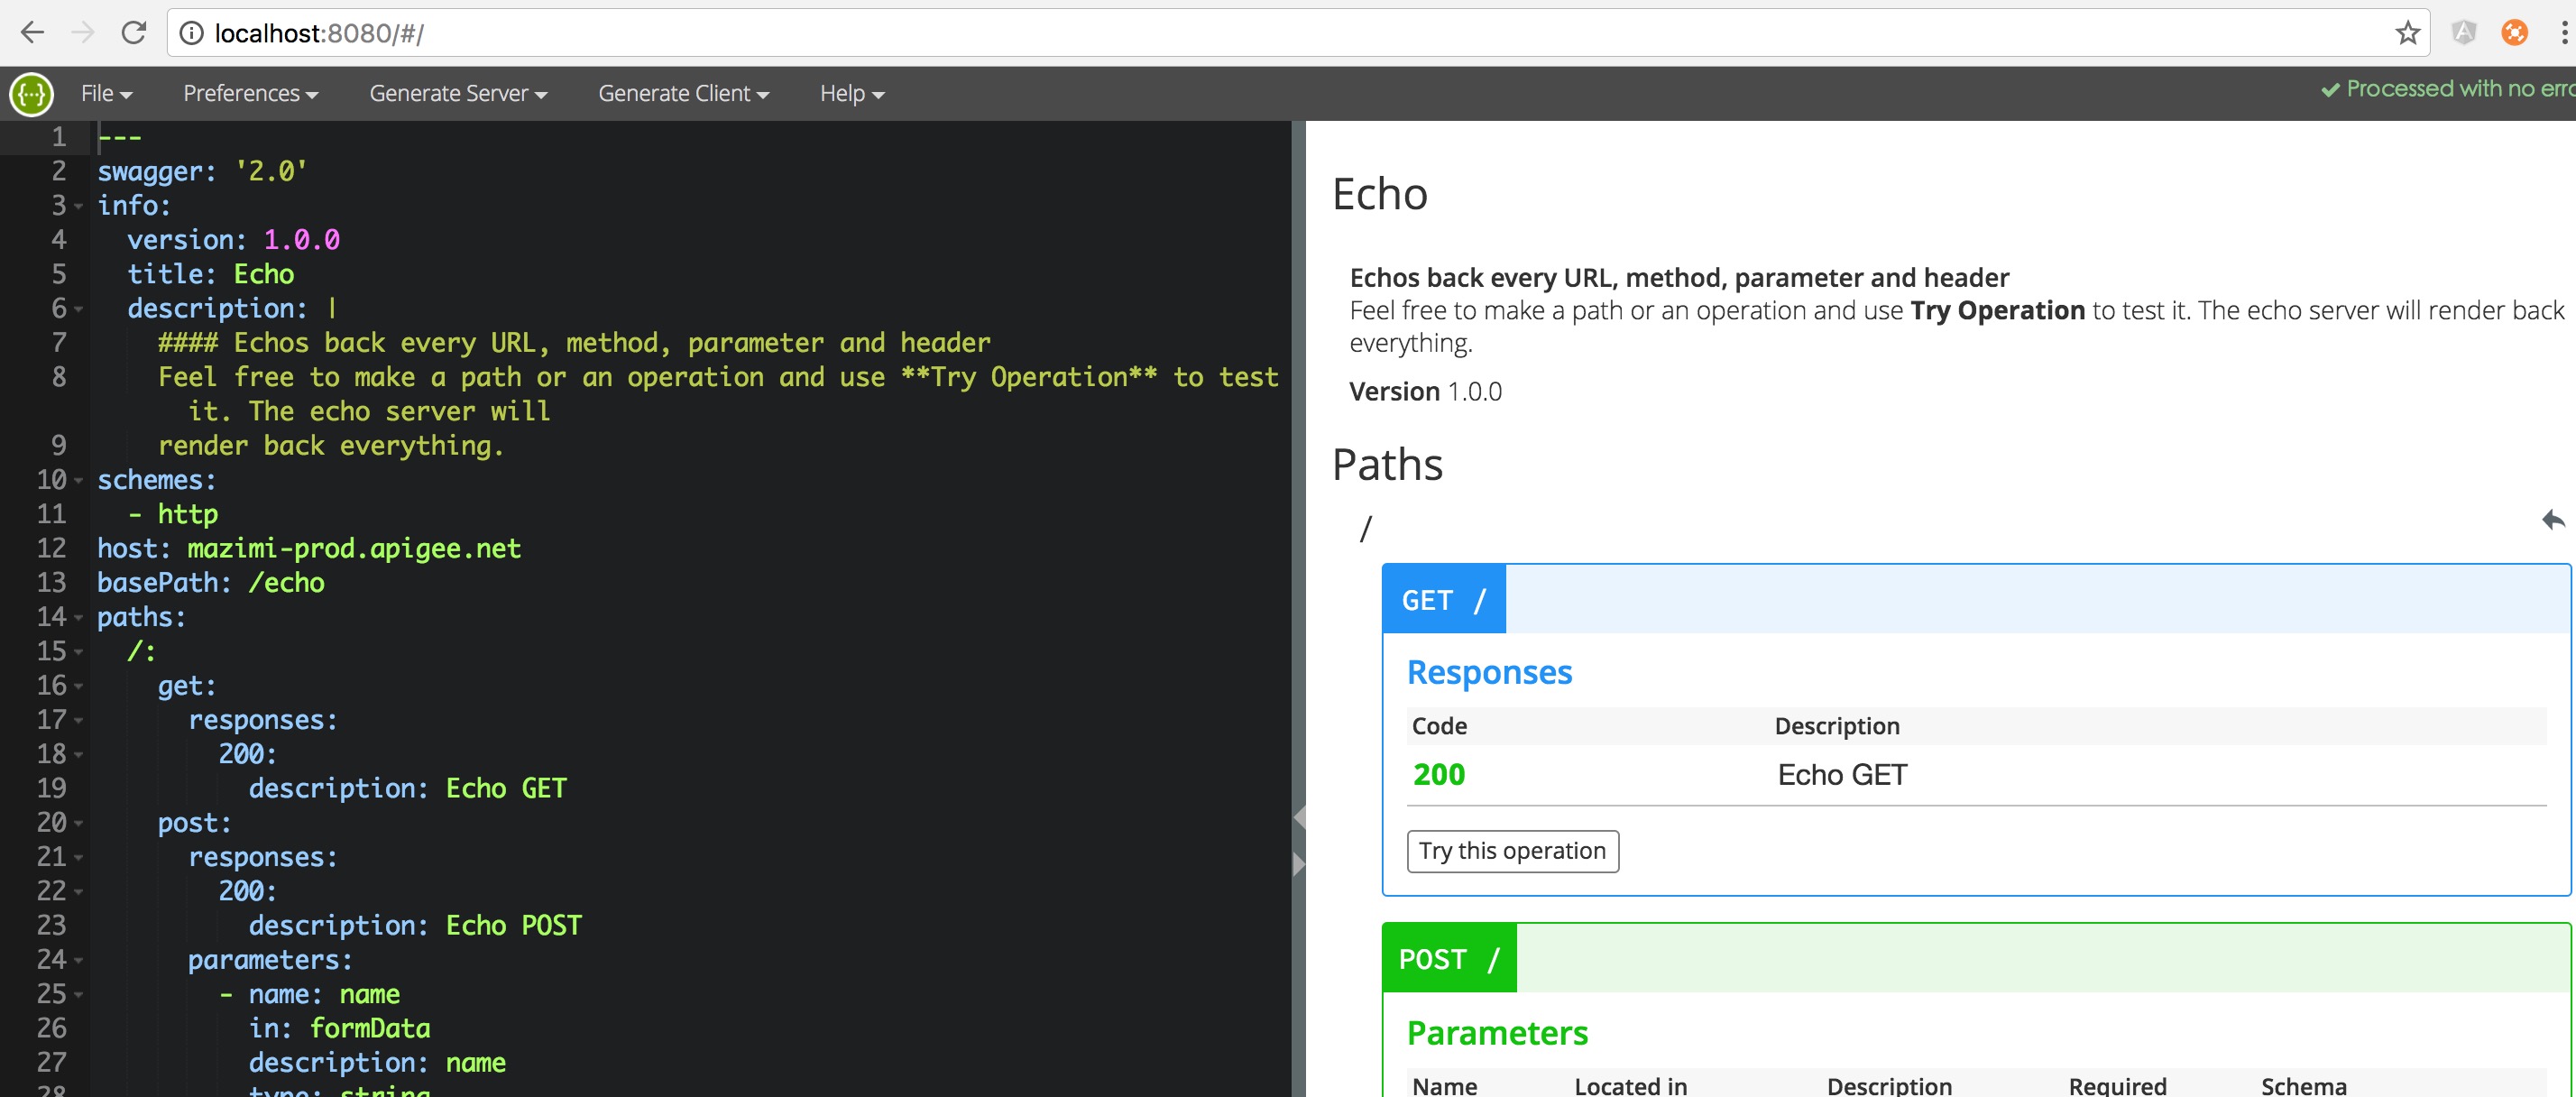 localhost:8080/#/
File
Preferences
Generate Server
Generate Client
Help
Processed with no
1 ---
2 swagger: '2.0'
3 info:
4 version: 1.0.0
5 title: Echo
6 description: |
7 #### Echos back every URL, method, parameter and header
8 Feel free to make a path or an operation and use **Try Operation** to test
it. The echo server will
9 render back everything.
10 schemes:
11 - http
12 host: mazimi-prod.apigee.net
13 basePath: /echo
14 paths:
15 /:
16 get:
17 responses:
18 200:
19 description: Echo GET
20 post:
21 responses:
22 200:
23 description: Echo POST
24 parameters:
25 - name: name
26 in: formData
27 description: name
28 type: string
Echo
Echos back every URL, method, parameter and header
Feel free to make a path or an operation and use Try Operation to test it. The echo server will render back
everything.
Version 1.0.0
Paths
/
GET /
Responses
Code Description
200 Echo GET
Try this operation
POST /
Parameters
Name Located in Description Required Schema